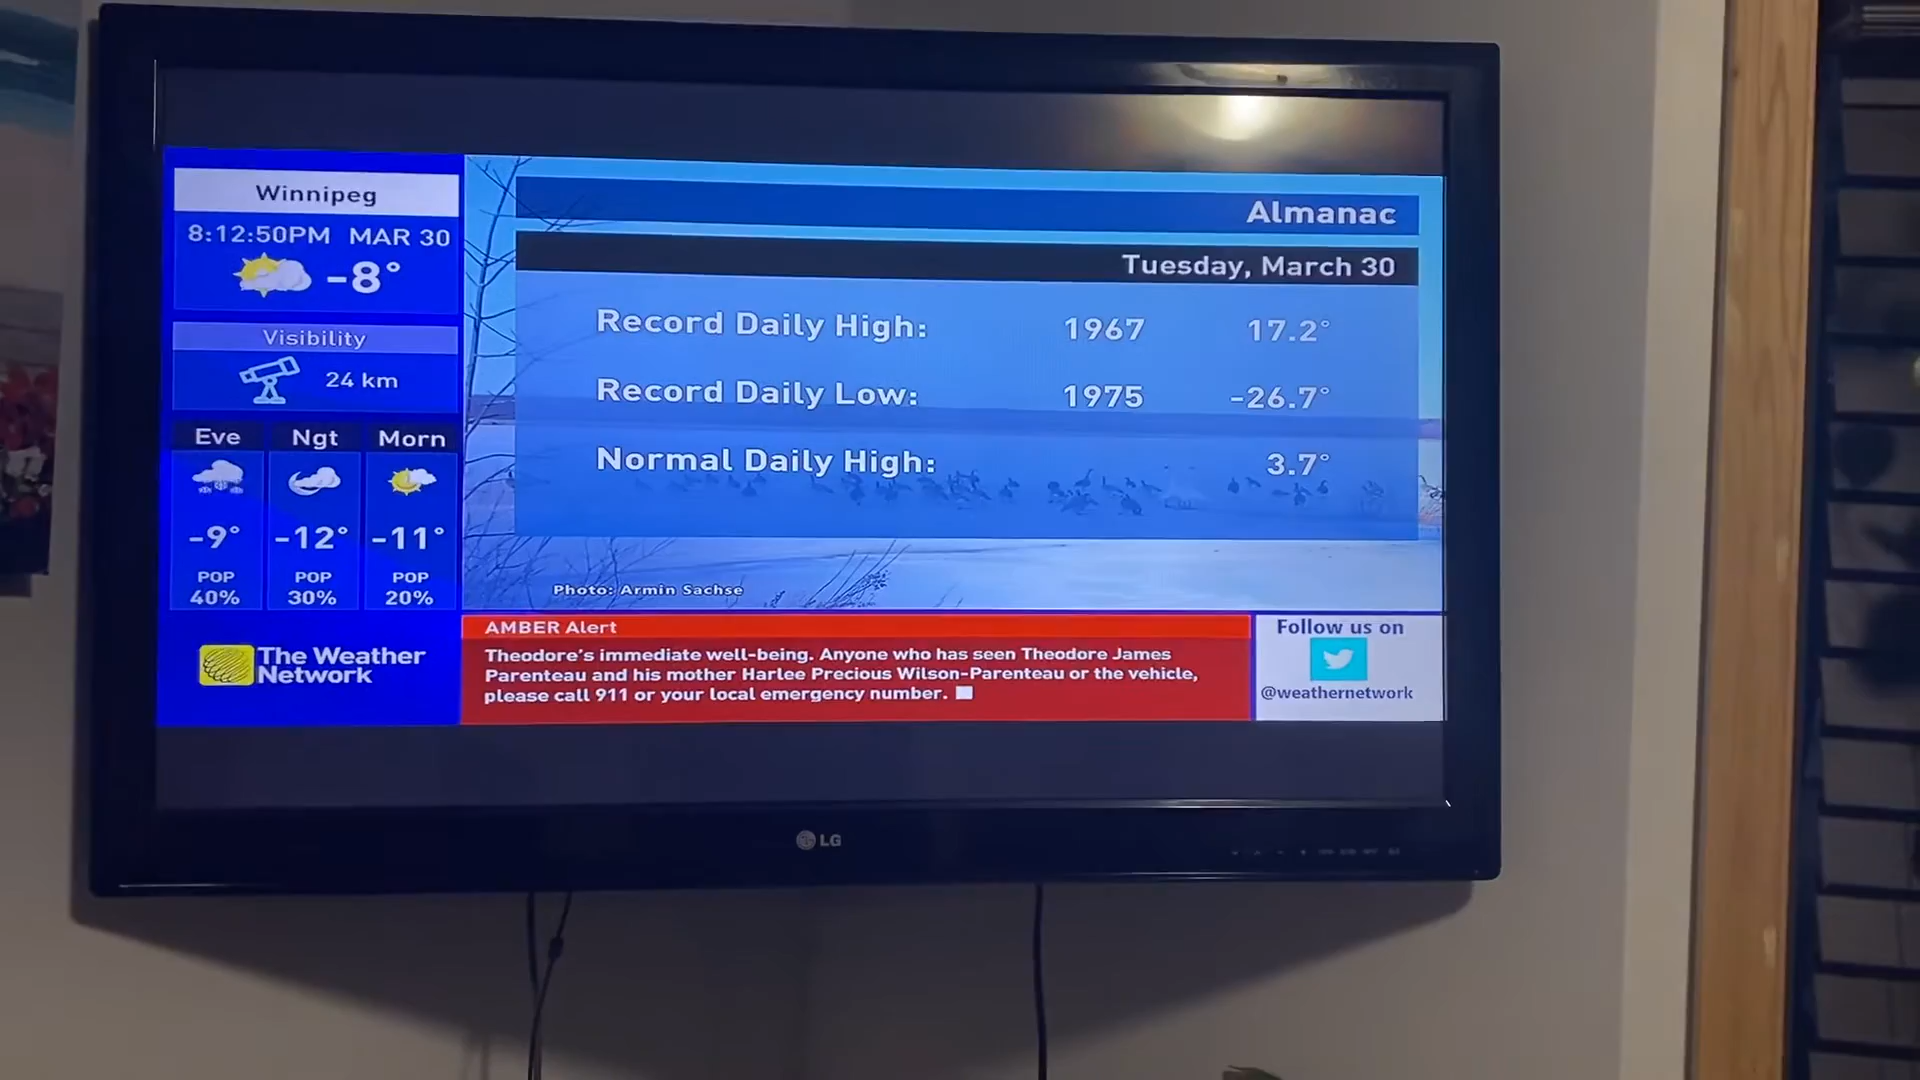 Winnipeg
8:12:50PM MAR 30
-8°
Visibility
24 km
Eve Ngt Morn
-9° -12° -11°
POP POP POP
40% 30% 20%
The Weather
Network
Almanac
Tuesday, March 30
Record Daily High: 1967 17.2°
Record Daily Low: 1975 -26.7°
Normal Daily High: 3.7°
Photo: Armin Sachse
AMBER Alert
Theodore's immediate well-being. Anyone who has seen Theodore James
Parenteau and his mother Harlee Precious Wilson-Parenteau or the vehicle,
please call 911 or your local emergency number.
Follow us on
@weathernetwork
LG